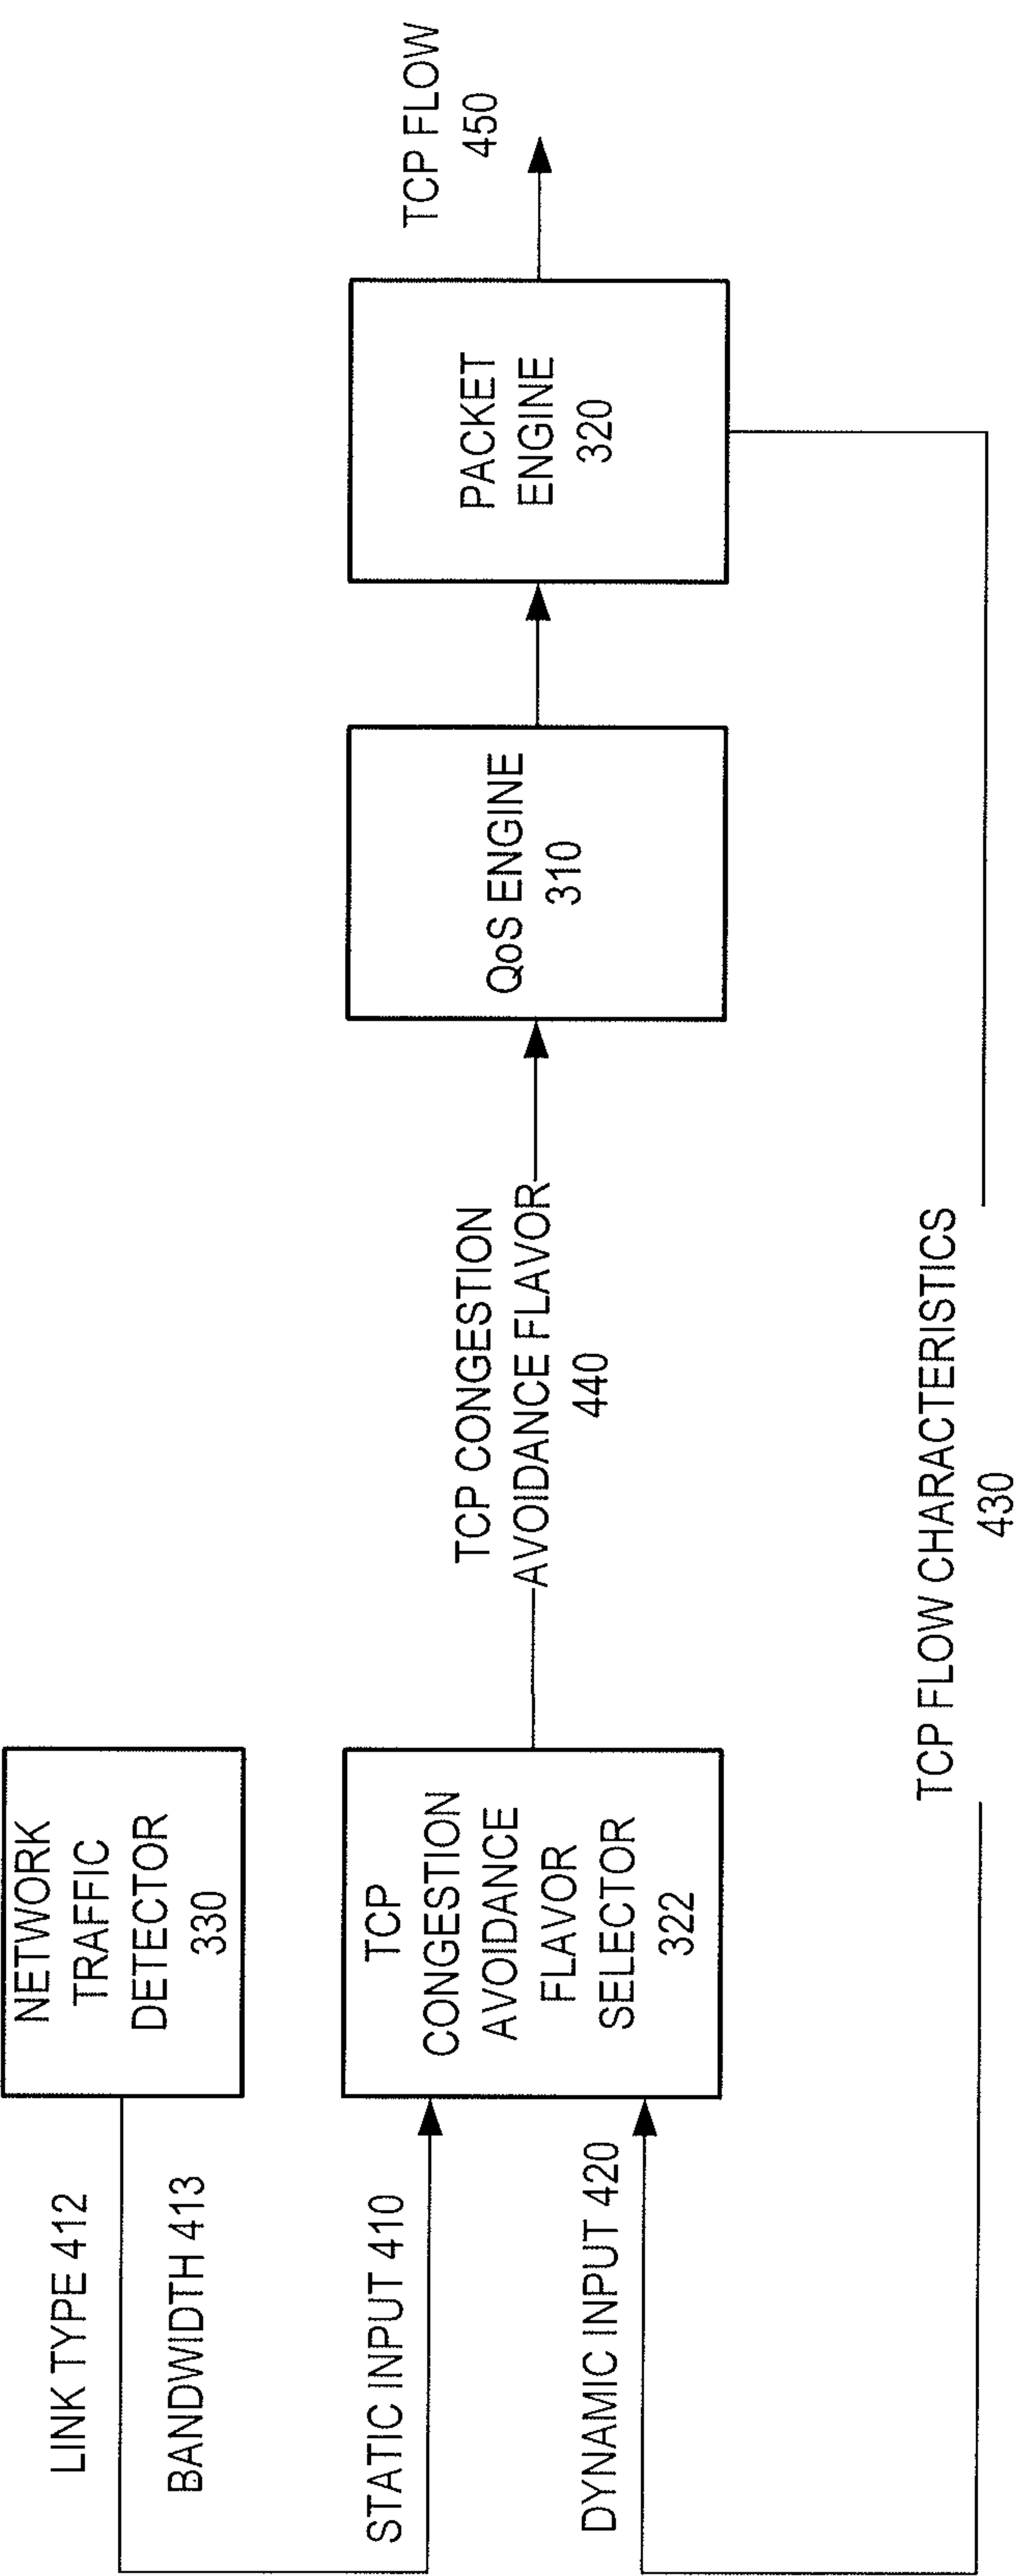 NETWORK
TRAFFIC
DETECTOR
330
LINK TYPE 412
BANDWIDTH 413
STATIC INPUT 410
DYNAMIC INPUT 420
TCP
CONGESTION
AVOIDANCE
FLAVOR
SELECTOR
322
TCP CONGESTION
AVOIDANCE FLAVOR
440
QoS ENGINE
310
PACKET
ENGINE
320
TCP FLOW
450
TCP FLOW CHARACTERISTICS
430